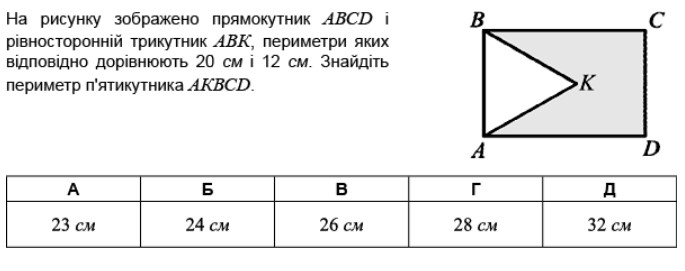 На рисунку зображено прямокутник ABCD і
рівносторонній трикутник ABK, периметри яких
відповідно дорівнюють 20 см і 12 см. Знайдіть
периметр п'ятикутника AKBCD.
B C
K
A D
А Б В Г Д
23 см 24 см 26 см 28 см 32 см